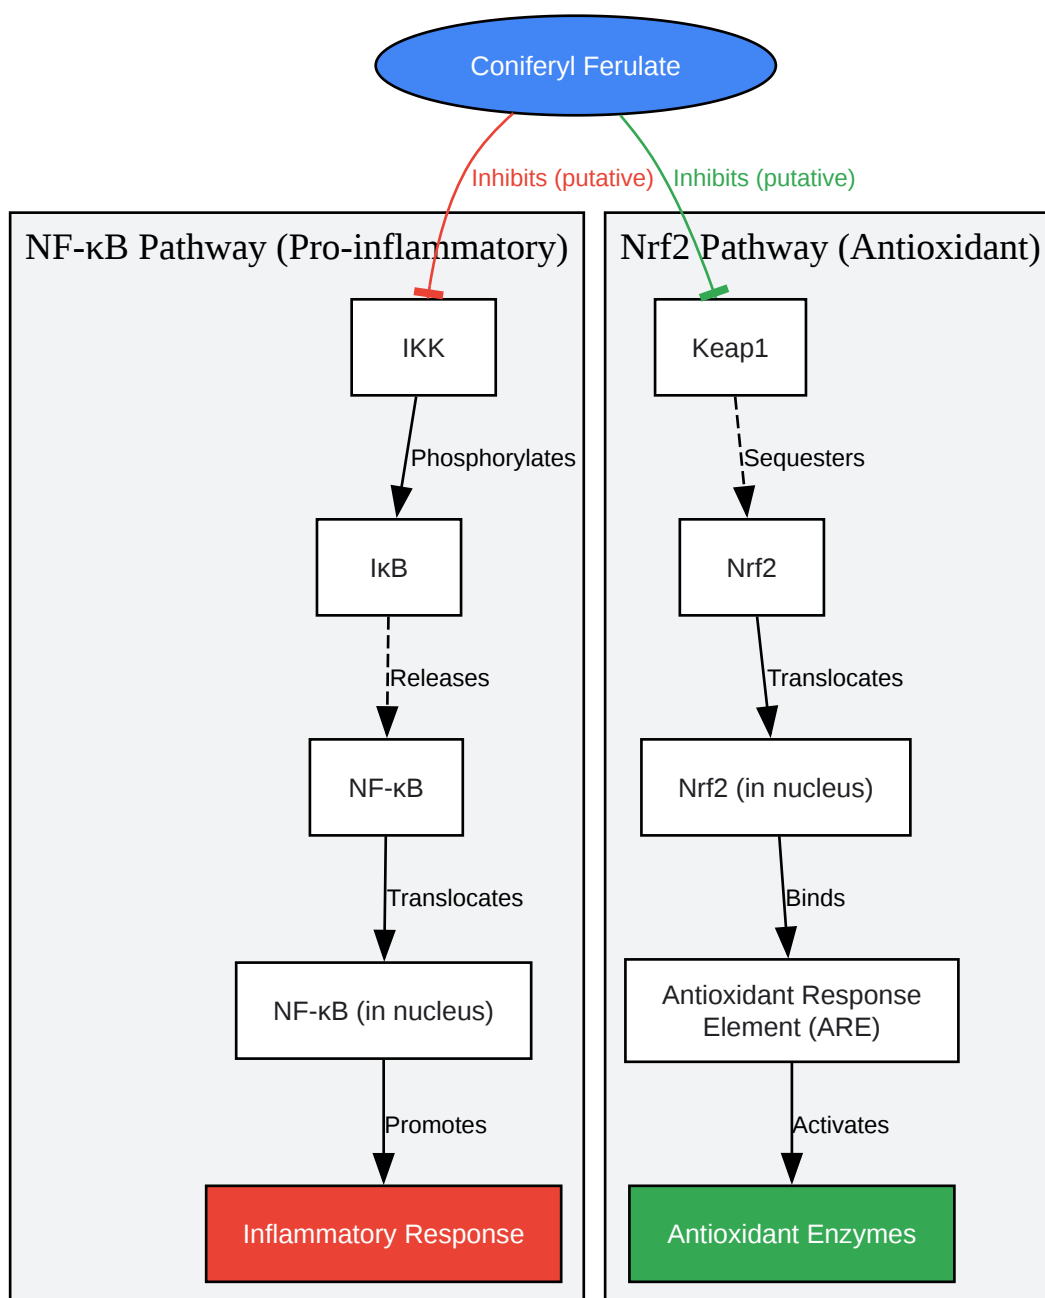 Coniferyl Ferulate
Inhibits (putative)
Inhibits (putative)
NF-κB Pathway (Pro-inflammatory)
IKK
Phosphorylates
IκB
Releases
NF-κB
Translocates
NF-κB (in nucleus)
Promotes
Inflammatory Response
Nrf2 Pathway (Antioxidant)
Keap1
Sequesters
Nrf2
Translocates
Nrf2 (in nucleus)
Binds
Antioxidant Response
Element (ARE)
Activates
Antioxidant Enzymes